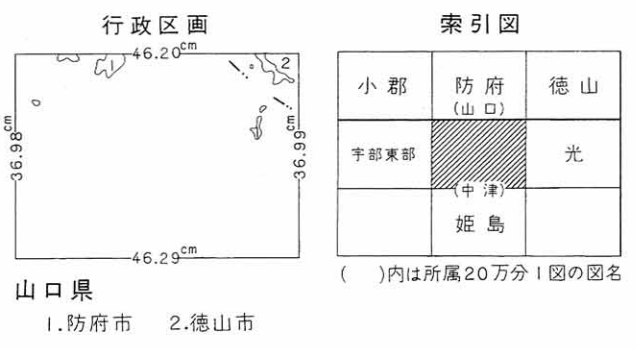 行政区画
46.20cm
1
2
36.98cm
36.99cm
46.29cm
山口県
1.防府市 2.徳山市
索引図
小郡 防府 徳山
(山口)
宇部東部 光
(中津)
姫島
( )内は所属20万分1図の図名